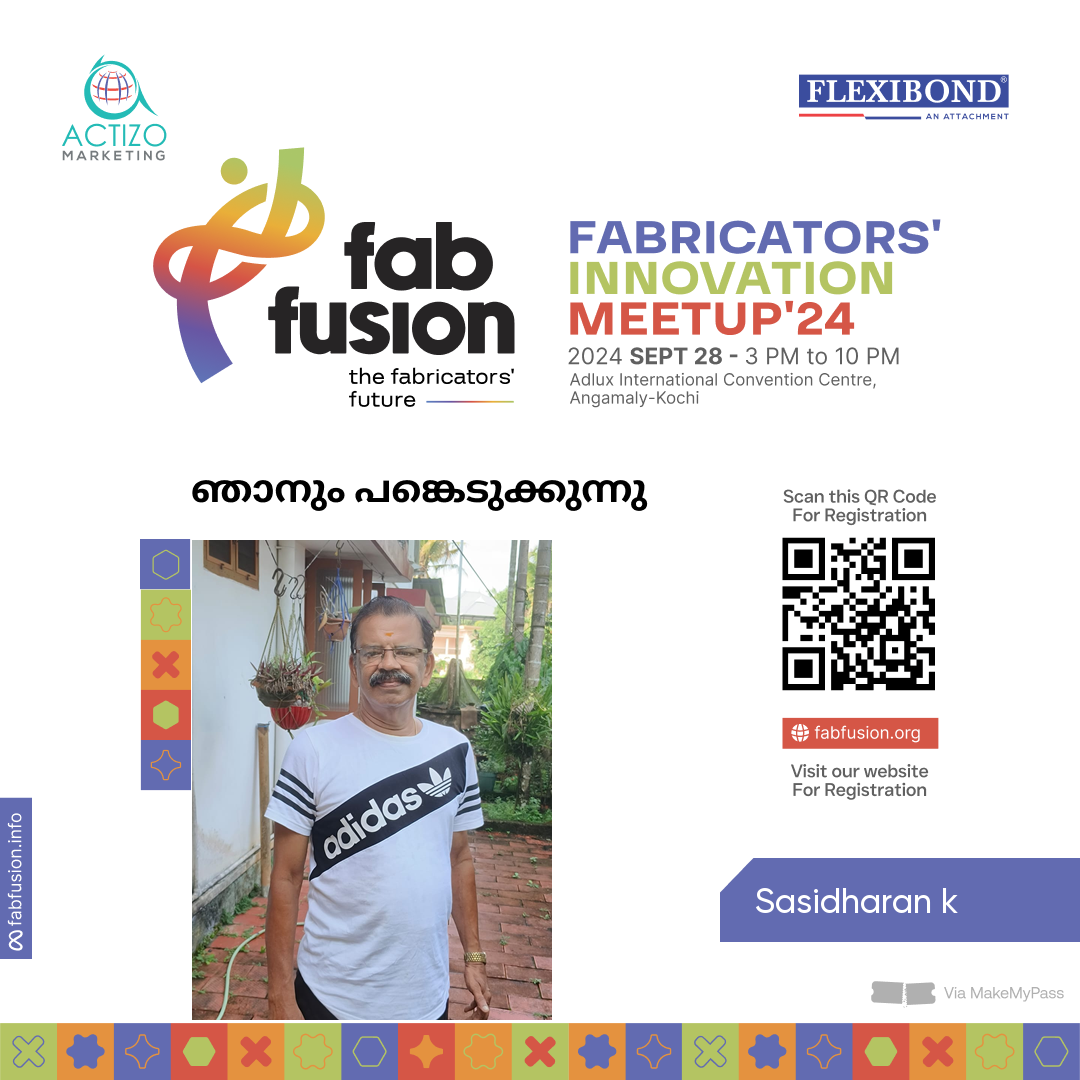 ACTIZO
MARKETING
FLEXIBOND®
AN ATTACHMENT
fab
fusion
the fabricators'
future
FABRICATORS'
INNOVATION
MEETUP'24
2024 SEPT 28 - 3 PM to 10 PM
Adlux International Convention Centre,
Angamaly-Kochi
ഞാനും പങ്കെടുക്കുന്നു
Scan this QR Code
For Registration
fabfusion.org
Visit our website
For Registration
adidas
fabfusion.info
Sasidharan k
Via MakeMyPass